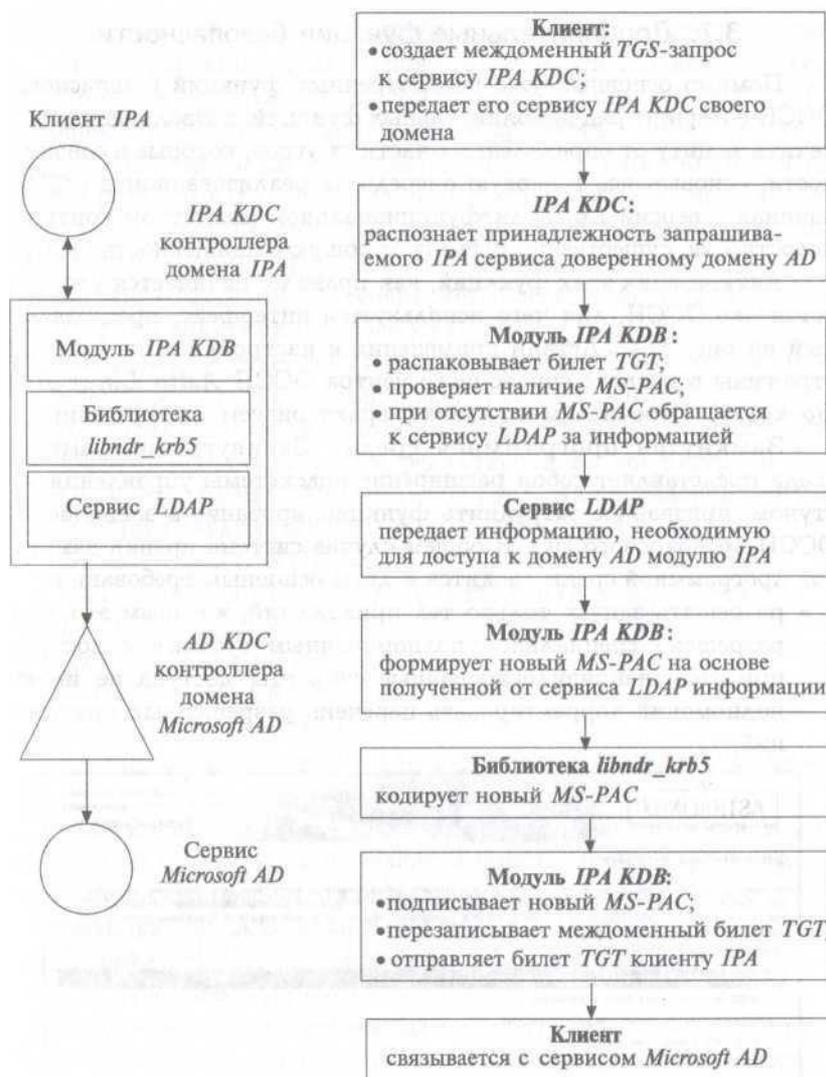 Клиент IPA
IPA KDC
контроллера
домена IPA
Модуль IPA KDB
Библиотека
libndr_krb5
Сервис LDAP
AD KDC
контроллера
домена
Microsoft AD
Сервис
Microsoft AD
Клиент:
• создает междоменный TGS-запрос
к сервису IPA KDC;
• передает его сервису IPA KDC своего
домена
IPA KDC:
распознает принадлежность запрашива-
емого IPA сервиса доверенному домену AD
Модуль IPA KDB:
• распаковывает билет TGT;
• проверяет наличие MS-PAC;
• при отсутствии MS-PAC обращается
к сервису LDAP за информацией
Сервис LDAP
передает информацию, необходимую
для доступа к домену AD модулю IPA
Модуль IPA KDB:
формирует новый MS-PAC на основе
полученной от сервиса LDAP информации
Библиотека libndr_krb5
кодирует новый MS-PAC
Модуль IPA KDB:
• подписывает новый MS-PAC;
• перезаписывает междоменный билет TGT,
• отправляет билет TGT клиенту IPA
Клиент
связывается с сервисом Microsoft AD